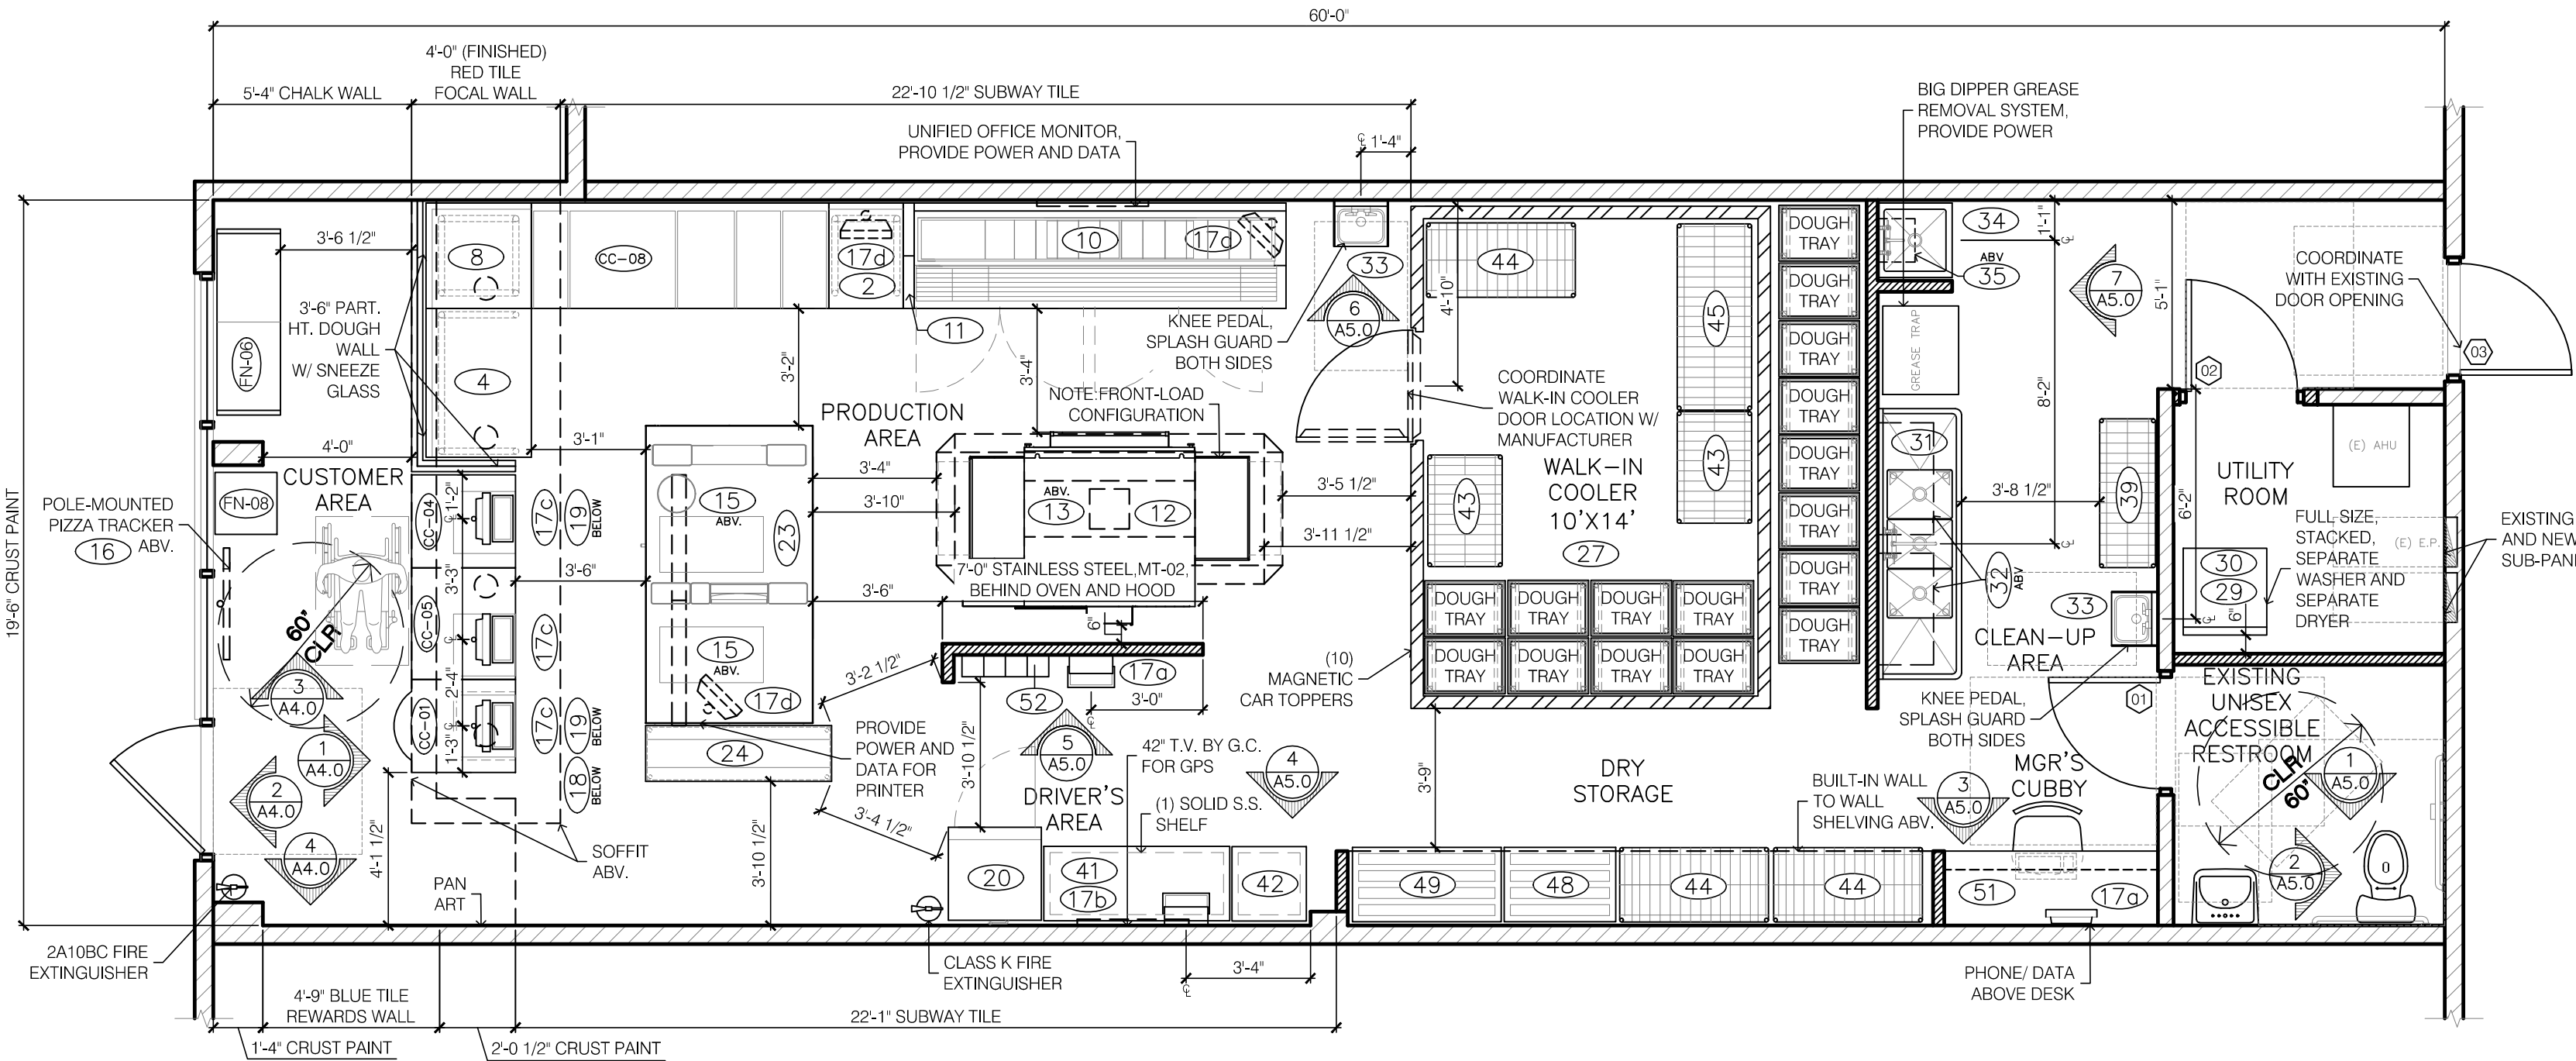 60'-0"
4'-0" (FINISHED)
RED TILE
FOCAL WALL
5'-4" CHALK WALL
22'-10 1/2" SUBWAY TILE
UNIFIED OFFICE MONITOR,
PROVIDE POWER AND DATA
℄ 1'-4"
BIG DIPPER GREASE
REMOVAL SYSTEM,
PROVIDE POWER
19'-6" CRUST PAINT
3'-6 1/2"
FN-06
3'-6" PART.
HT. DOUGH
WALL
W/ SNEEZE
GLASS
8
CC-08
17d
2
10
17d
11
4
3'-2"
3'-4"
33
6
A5.0
KNEE PEDAL,
SPLASH GUARD
BOTH SIDES
4'-10"
44
45
43
43
DOUGH
TRAY
DOUGH
TRAY
DOUGH
TRAY
DOUGH
TRAY
DOUGH
TRAY
DOUGH
TRAY
DOUGH
TRAY
DOUGH
TRAY
34
ABV
35
1'-1"
℄
7
A5.0
5'-1"
COORDINATE
WITH EXISTING
DOOR OPENING
03
02
GREASE TRAP
8'-2"
℄
PRODUCTION
AREA
NOTE:FRONT-LOAD
CONFIGURATION
COORDINATE
WALK-IN COOLER
DOOR LOCATION W/
MANUFACTURER
WALK-IN
COOLER
10'X14'
27
4'-0"
CUSTOMER
AREA
FN-08
POLE-MOUNTED
PIZZA TRACKER
16 ABV.
3'-1"
3'-4"
3'-10"
3'-6"
3'-6"
15
ABV.
23
15
ABV.
17d
24
ABV.
13
12
3'-5 1/2"
3'-11 1/2"
7'-0" STAINLESS STEEL,MT-02,
BEHIND OVEN AND HOOD
6"
CC-04
CC-05
CC-01
1'-2"
℄
3'-3"
℄
2'-4"
℄
1'-3"
17c
19
BELOW
17c
17c
19
BELOW
18
BELOW
60"
CLR
3
A4.0
1
A4.0
2
A4.0
4
A4.0
4'-1 1/2"
SOFFIT
ABV.
PAN
ART
3'-2 1/2"
PROVIDE
POWER AND
DATA FOR
PRINTER
3'-10 1/2"
3'-4 1/2"
3'-10 1/2"
52
17a
3'-0"
℄
5
A5.0
42" T.V. BY G.C.
FOR GPS
DRIVER'S
AREA
(1) SOLID S.S.
SHELF
4
A5.0
20
41
17b
42
(10)
MAGNETIC
CAR TOPPERS
DOUGH
TRAY
DOUGH
TRAY
DOUGH
TRAY
DOUGH
TRAY
DOUGH
TRAY
DOUGH
TRAY
DOUGH
TRAY
DOUGH
TRAY
3'-9"
DRY
STORAGE
BUILT-IN WALL
TO WALL
SHELVING ABV.
49
48
44
44
31
32
ABV
3'-8 1/2"
39
33
CLEAN-UP
AREA
KNEE PEDAL,
SPLASH GUARD
BOTH SIDES
3
A5.0
MGR'S
CUBBY
01
51
17a
6'-2"
℄
UTILITY
ROOM
(E) AHU
(E) E.P.
30
29
6"
FULL SIZE,
STACKED,
SEPARATE
WASHER AND
SEPARATE
DRYER
EXISTING
AND NEW
SUB-PAN
EXISTING
UNISEX
ACCESSIBLE
RESTROOM
CLR
60"
1
A5.0
2
A5.0
2A10BC FIRE
EXTINGUISHER
CLASS K FIRE
EXTINGUISHER
3'-4"
℄
PHONE/ DATA
ABOVE DESK
4'-9" BLUE TILE
REWARDS WALL
22'-1" SUBWAY TILE
1'-4" CRUST PAINT
2'-0 1/2" CRUST PAINT